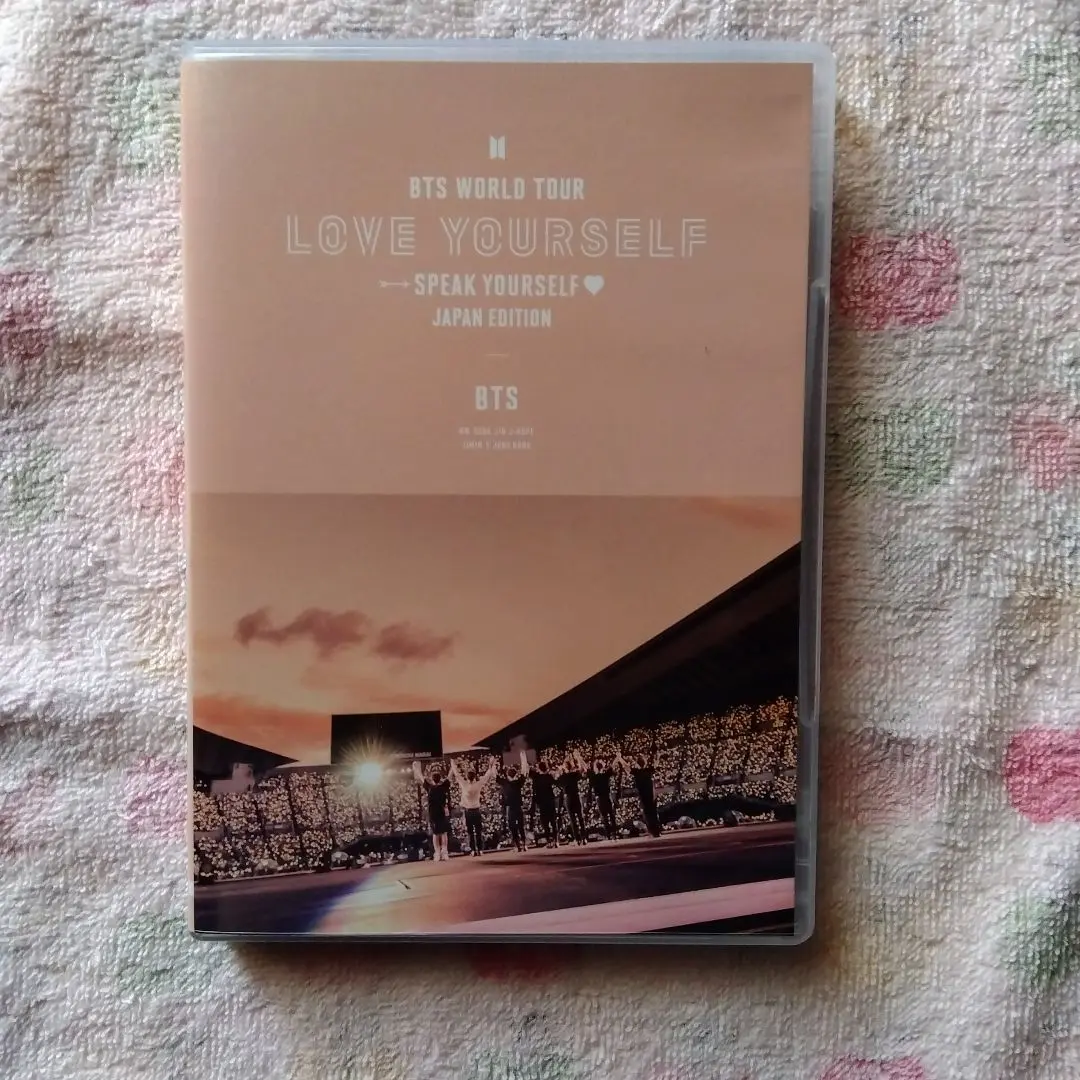 BTS WORLD TOUR
LOVE YOURSELF
SPEAK YOURSELF
JAPAN EDITION
BTS